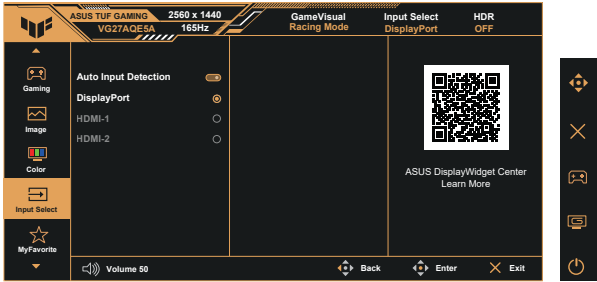 ASUS TUF GAMING 2560 x 1440
VG27AQE5A 165Hz
GameVisual
Racing Mode
Input Select
DisplayPort
HDR
OFF
Gaming
Image
Color
Input Select
MyFavorite
Auto Input Detection
DisplayPort
HDMI-1
HDMI-2
ASUS DisplayWidget Center
Learn More
Volume 50
Back
Enter
Exit